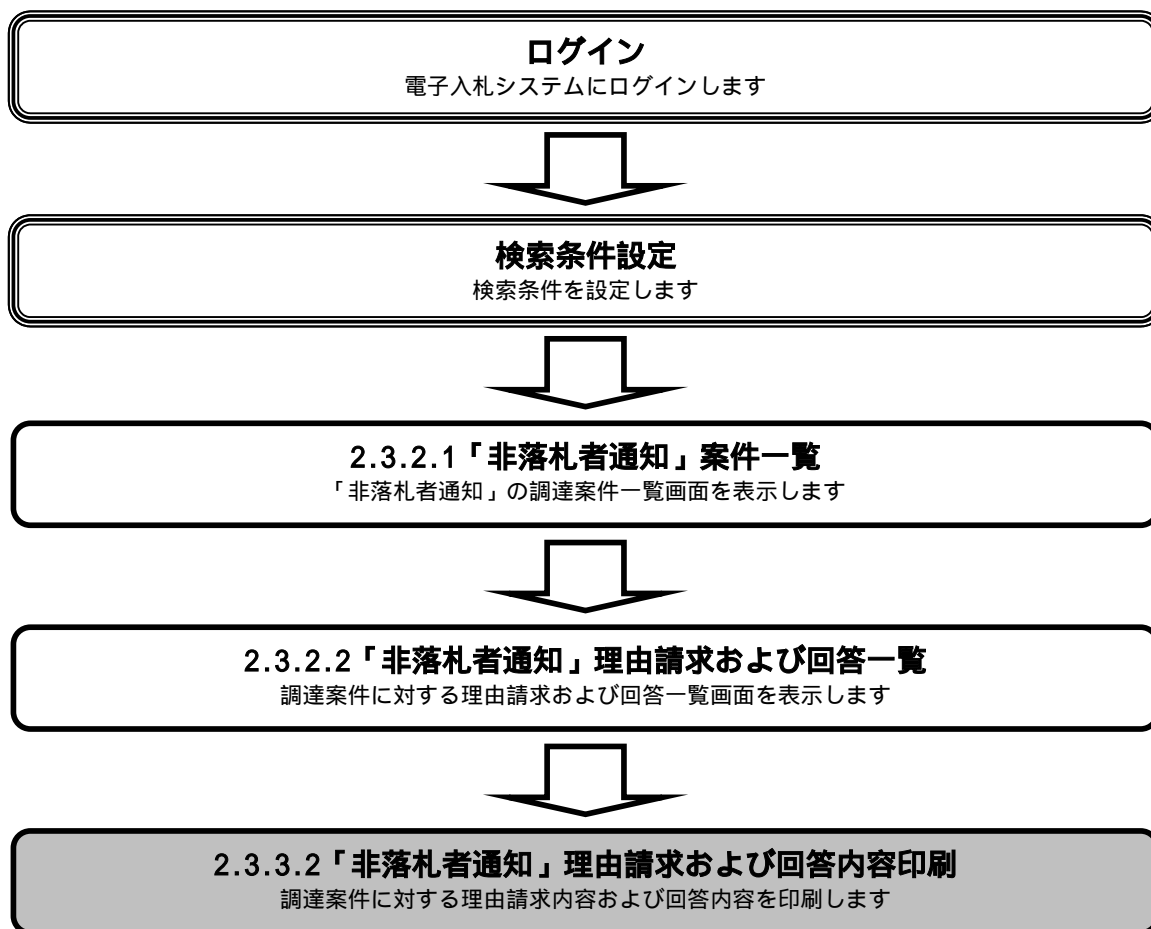 ログイン
電子入札システムにログインします
検索条件設定
検索条件を設定します
2.3.2.1「非落札者通知」案件一覧
「非落札者通知」の調達案件一覧画面を表示します
2.3.2.2「非落札者通知」理由請求および回答一覧
調達案件に対する理由請求および回答一覧画面を表示します
2.3.3.2「非落札者通知」理由請求および回答内容印刷
調達案件に対する理由請求内容および回答内容を印刷します